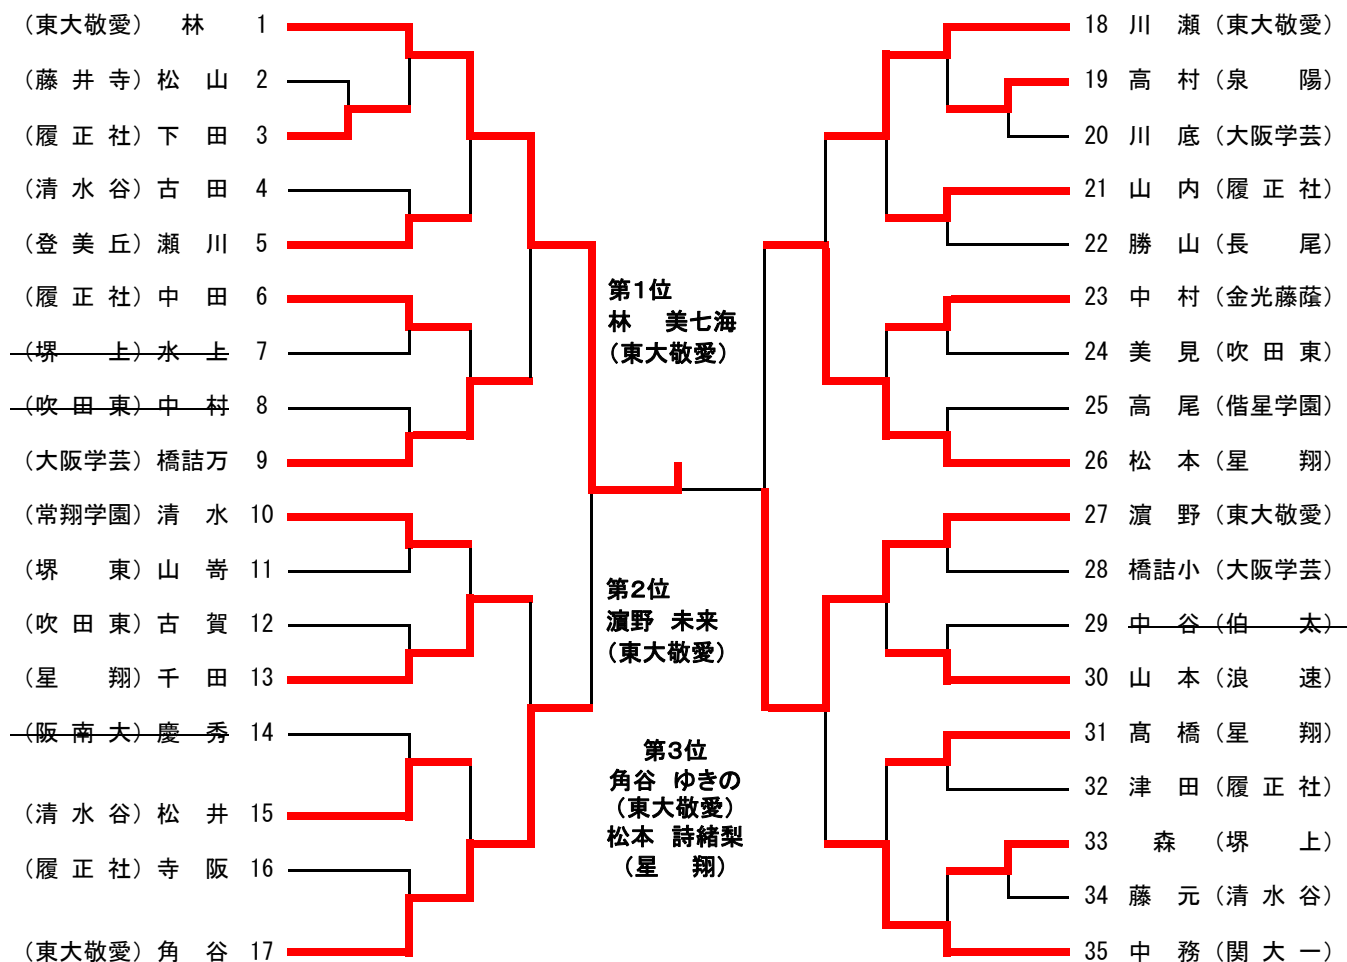 （東大敬愛） 林 1
（藤 井 寺）松 山 2
（履 正 社）下 田 3
（清 水 谷）古 田 4
（登 美 丘）瀬 川 5
（履 正 社）中 田 6
（堺 上）水 上 7
（吹 田 東）中 村 8
（大阪学芸）橋詰万 9
（常翔学園）清 水 10
（堺 東）山 嵜 11
（吹 田 東）古 賀 12
（星 翔）千 田 13
（阪 南 大）慶 秀 14
（清 水 谷）松 井 15
（履 正 社）寺 阪 16
（東大敬愛）角 谷 17
第１位
林 美七海
（東大敬愛）
第２位
濵野 未来
（東大敬愛）
第３位
角谷 ゆきの
（東大敬愛）
松本 詩緒梨
（星 翔）
18 川 瀬（東大敬愛）
19 高 村（泉 陽）
20 川 底（大阪学芸）
21 山 内（履 正 社）
22 勝 山（長 尾）
23 中 村（金光藤蔭）
24 美 見（吹 田 東）
25 高 尾（偕星学園）
26 松 本（星 翔）
27 濵 野（東大敬愛）
28 橋詰小（大阪学芸）
29 中 谷（伯 太）
30 山 本（浪 速）
31 髙 橋（星 翔）
32 津 田（履 正 社）
33 森 （堺 上）
34 藤 元（清 水 谷）
35 中 務（関 大 一）